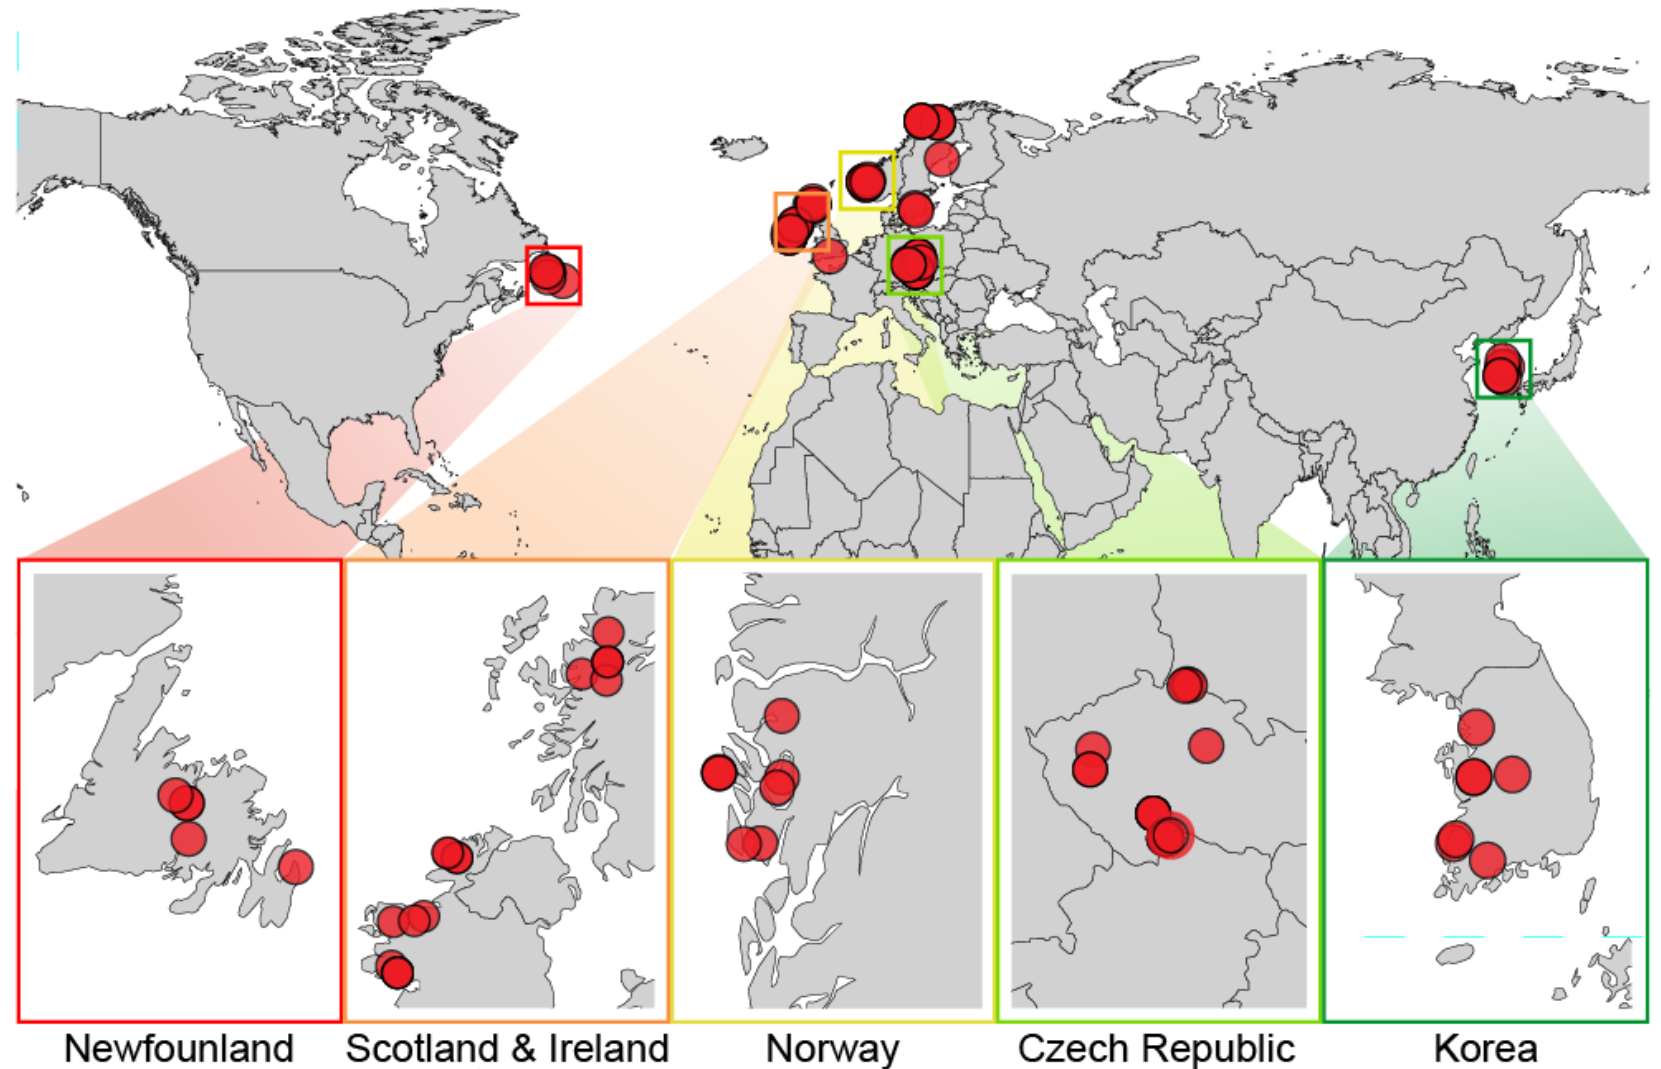 Newfounland
Scotland & Ireland
Norway
Czech Republic
Korea